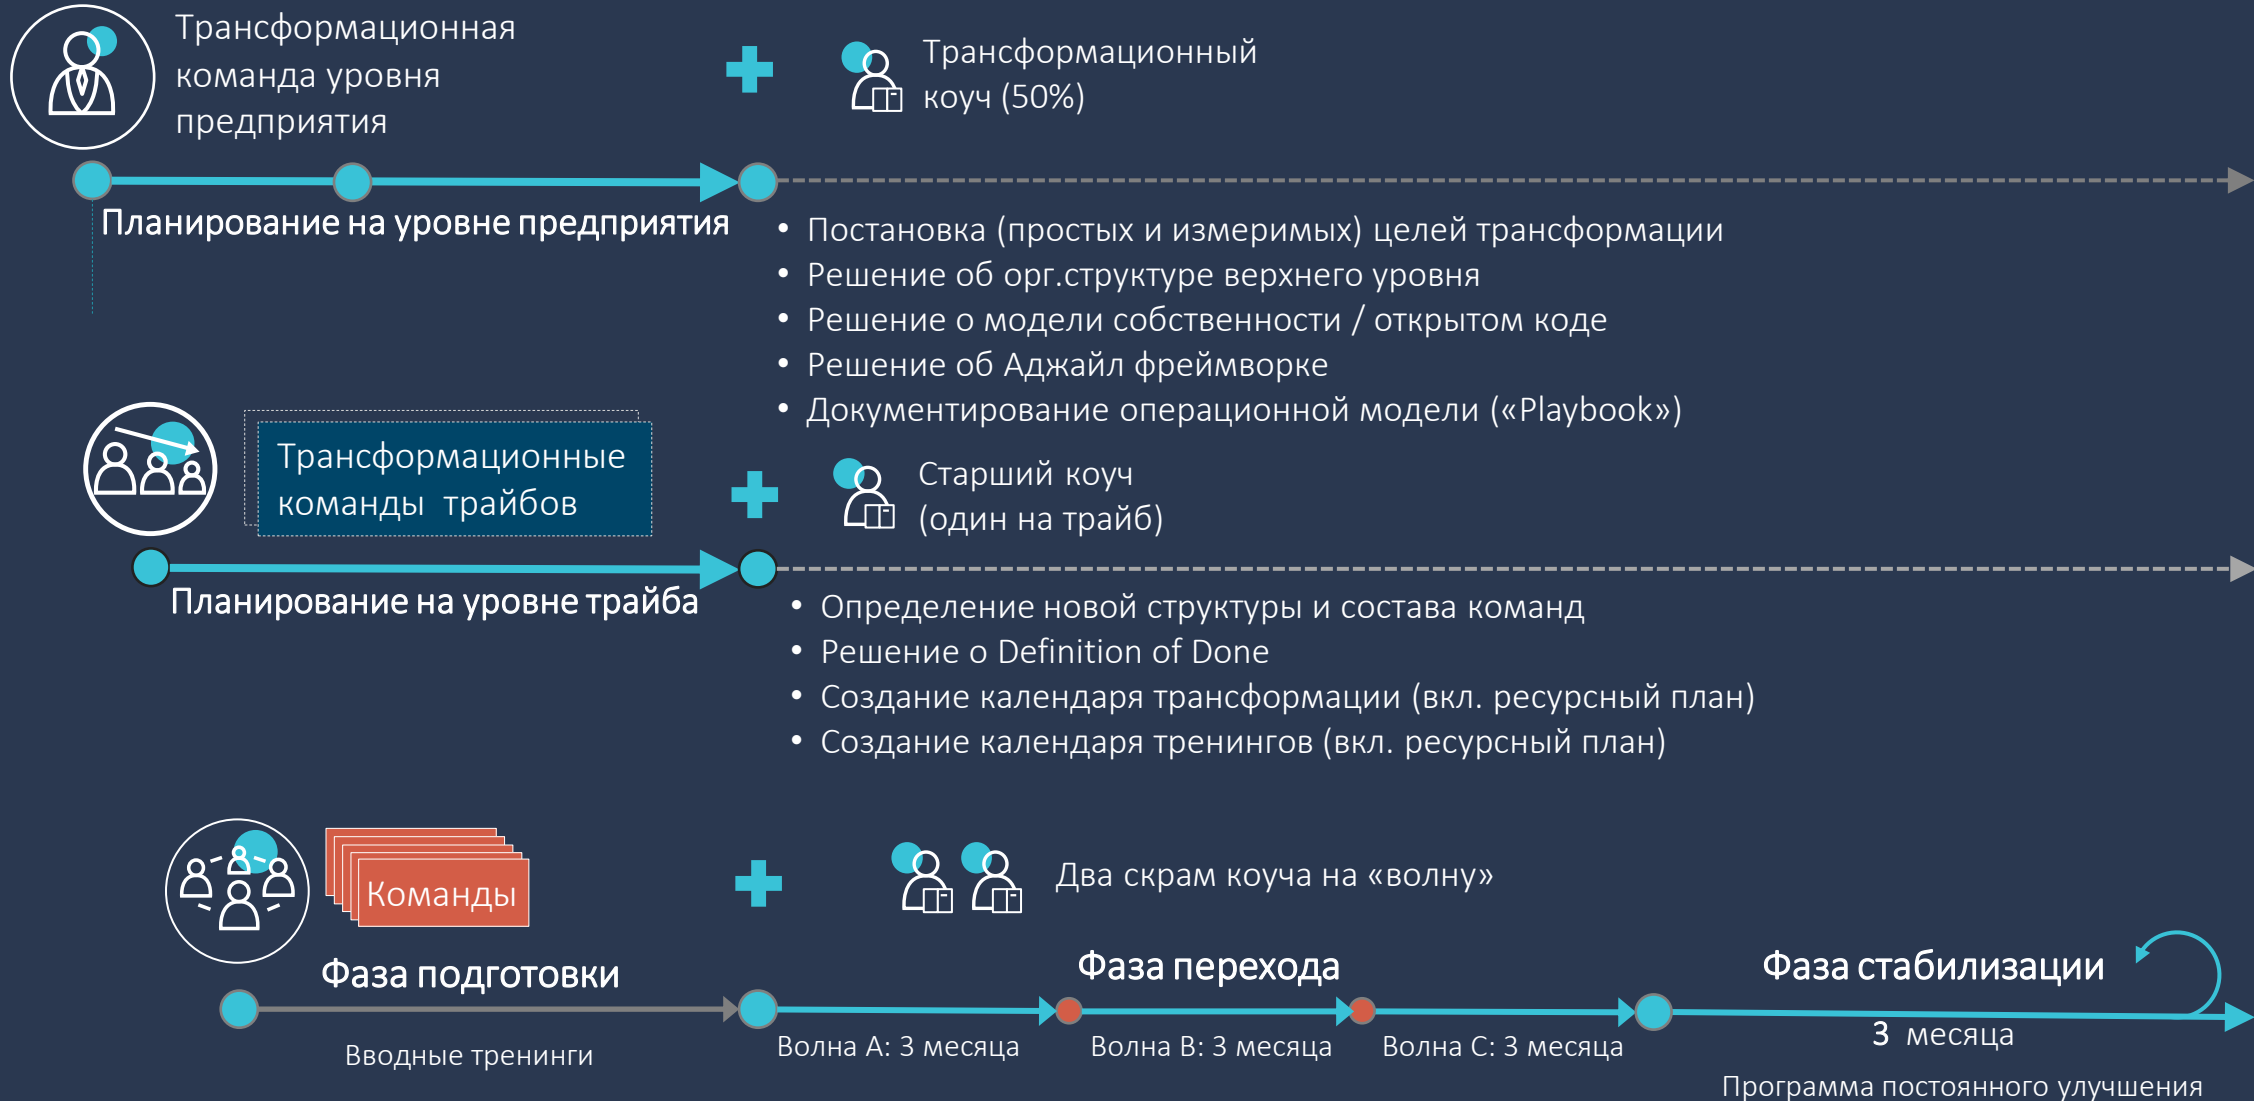 Трансформационная
команда уровня
предприятия
Трансформационный
коуч (50%)
Планирование на уровне предприятия
• Постановка (простых и измеримых) целей трансформации
• Решение об орг.структуре верхнего уровня
• Решение о модели собственности / открытом коде
• Решение об Аджайл фреймворке
• Документирование операционной модели («Playbook»)
Трансформационные
команды трайбов
Старший коуч
(один на трайб)
Планирование на уровне трайба
• Определение новой структуры и состава команд
• Решение о Definition of Done
• Создание календаря трансформации (вкл. ресурсный план)
• Создание календаря тренингов (вкл. ресурсный план)
Команды
Два скрам коуча на «волну»
Фаза подготовки
Фаза перехода
Фаза стабилизации
Вводные тренинги
Волна A: 3 месяца
Волна B: 3 месяца
Волна C: 3 месяца
3 месяца
Программа постоянного улучшения